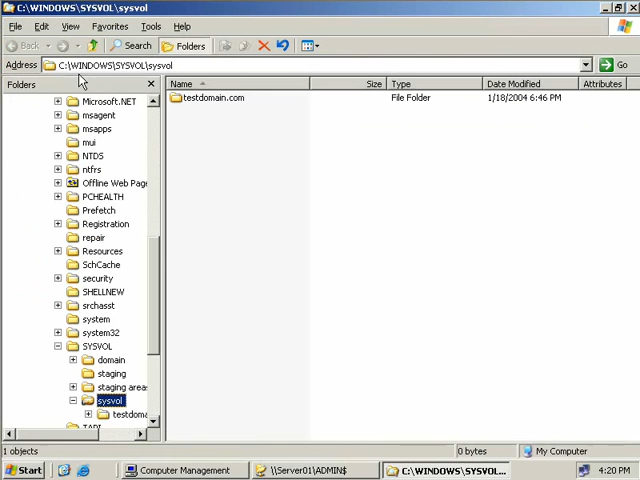 C:\WINDOWS\SYSVOL\sysvol
File Edit View Favorites Tools Help
Back Search Folders
Address C:\WINDOWS\SYSVOL\sysvol Go
Folders
Name Size Type Date Modified Attributes
testdomain.com File Folder 1/18/2004 6:46 PM
Microsoft.NET
msagent
msapps
mui
NTDS
ntfrs
Offline Web Page
PCHEALTH
Prefetch
Registration
repair
Resources
SchCache
security
SHELLNEW
srchasst
system
system32
SYSVOL
domain
staging
staging areas
sysvol
testdoma
TAPI
1 objects 0 bytes My Computer
Start Computer Management \\Server01\ADMIN$ C:\WINDOWS\SYSVOL... 4:20 PM